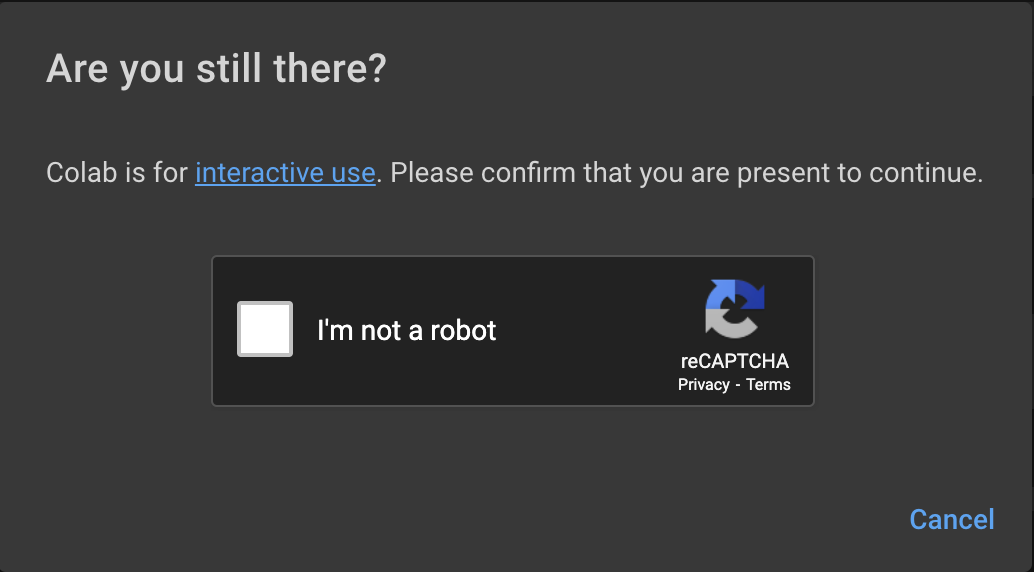 Are you still there?
Colab is for interactive use. Please confirm that you are present to continue.
I'm not a robot
reCAPTCHA
Privacy - Terms
Cancel